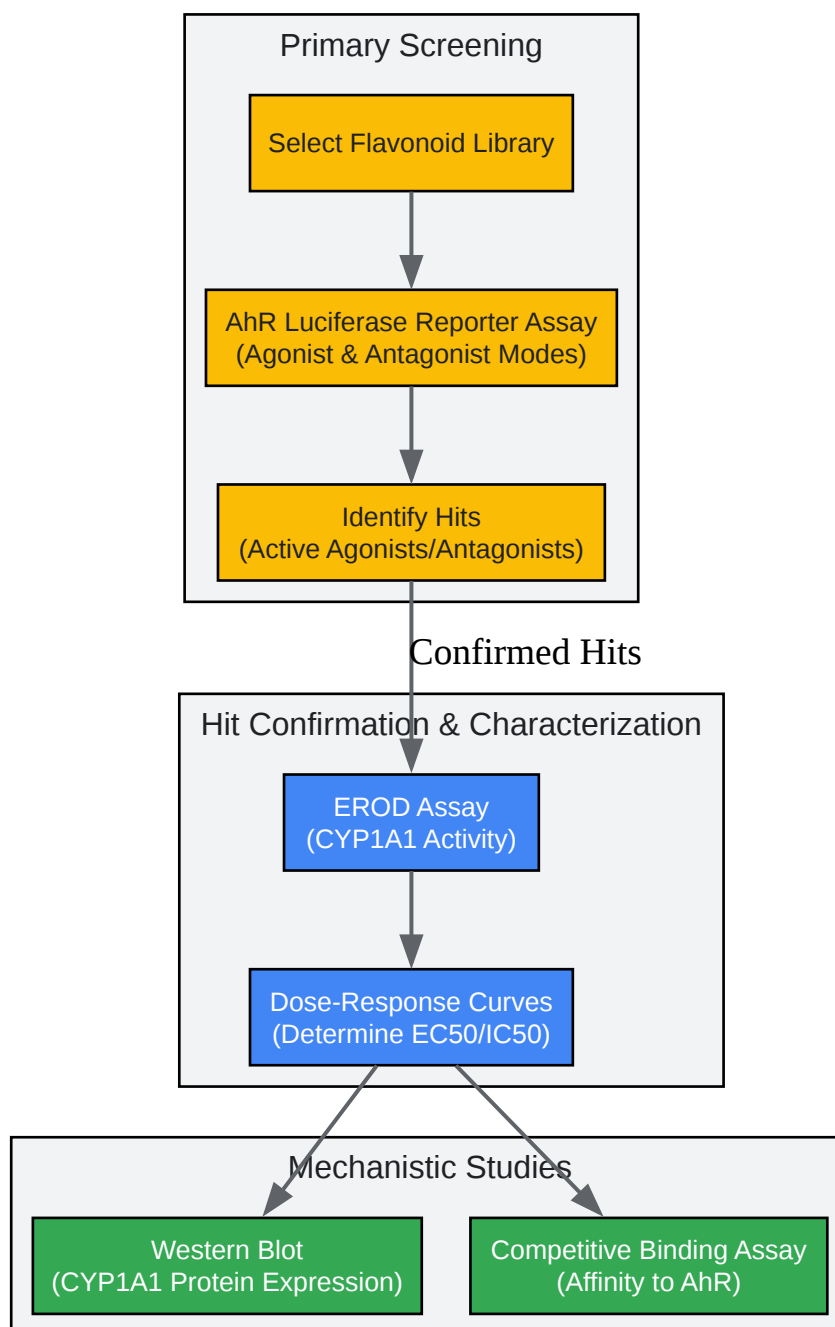 Primary Screening
Select Flavonoid Library
AhR Luciferase Reporter Assay
(Agonist & Antagonist Modes)
Identify Hits
(Active Agonists/Antagonists)
Confirmed Hits
Hit Confirmation & Characterization
EROD Assay
(CYP1A1 Activity)
Dose-Response Curves
(Determine EC50/IC50)
Mechanistic Studies
Western Blot
(CYP1A1 Protein Expression)
Competitive Binding Assay
(Affinity to AhR)